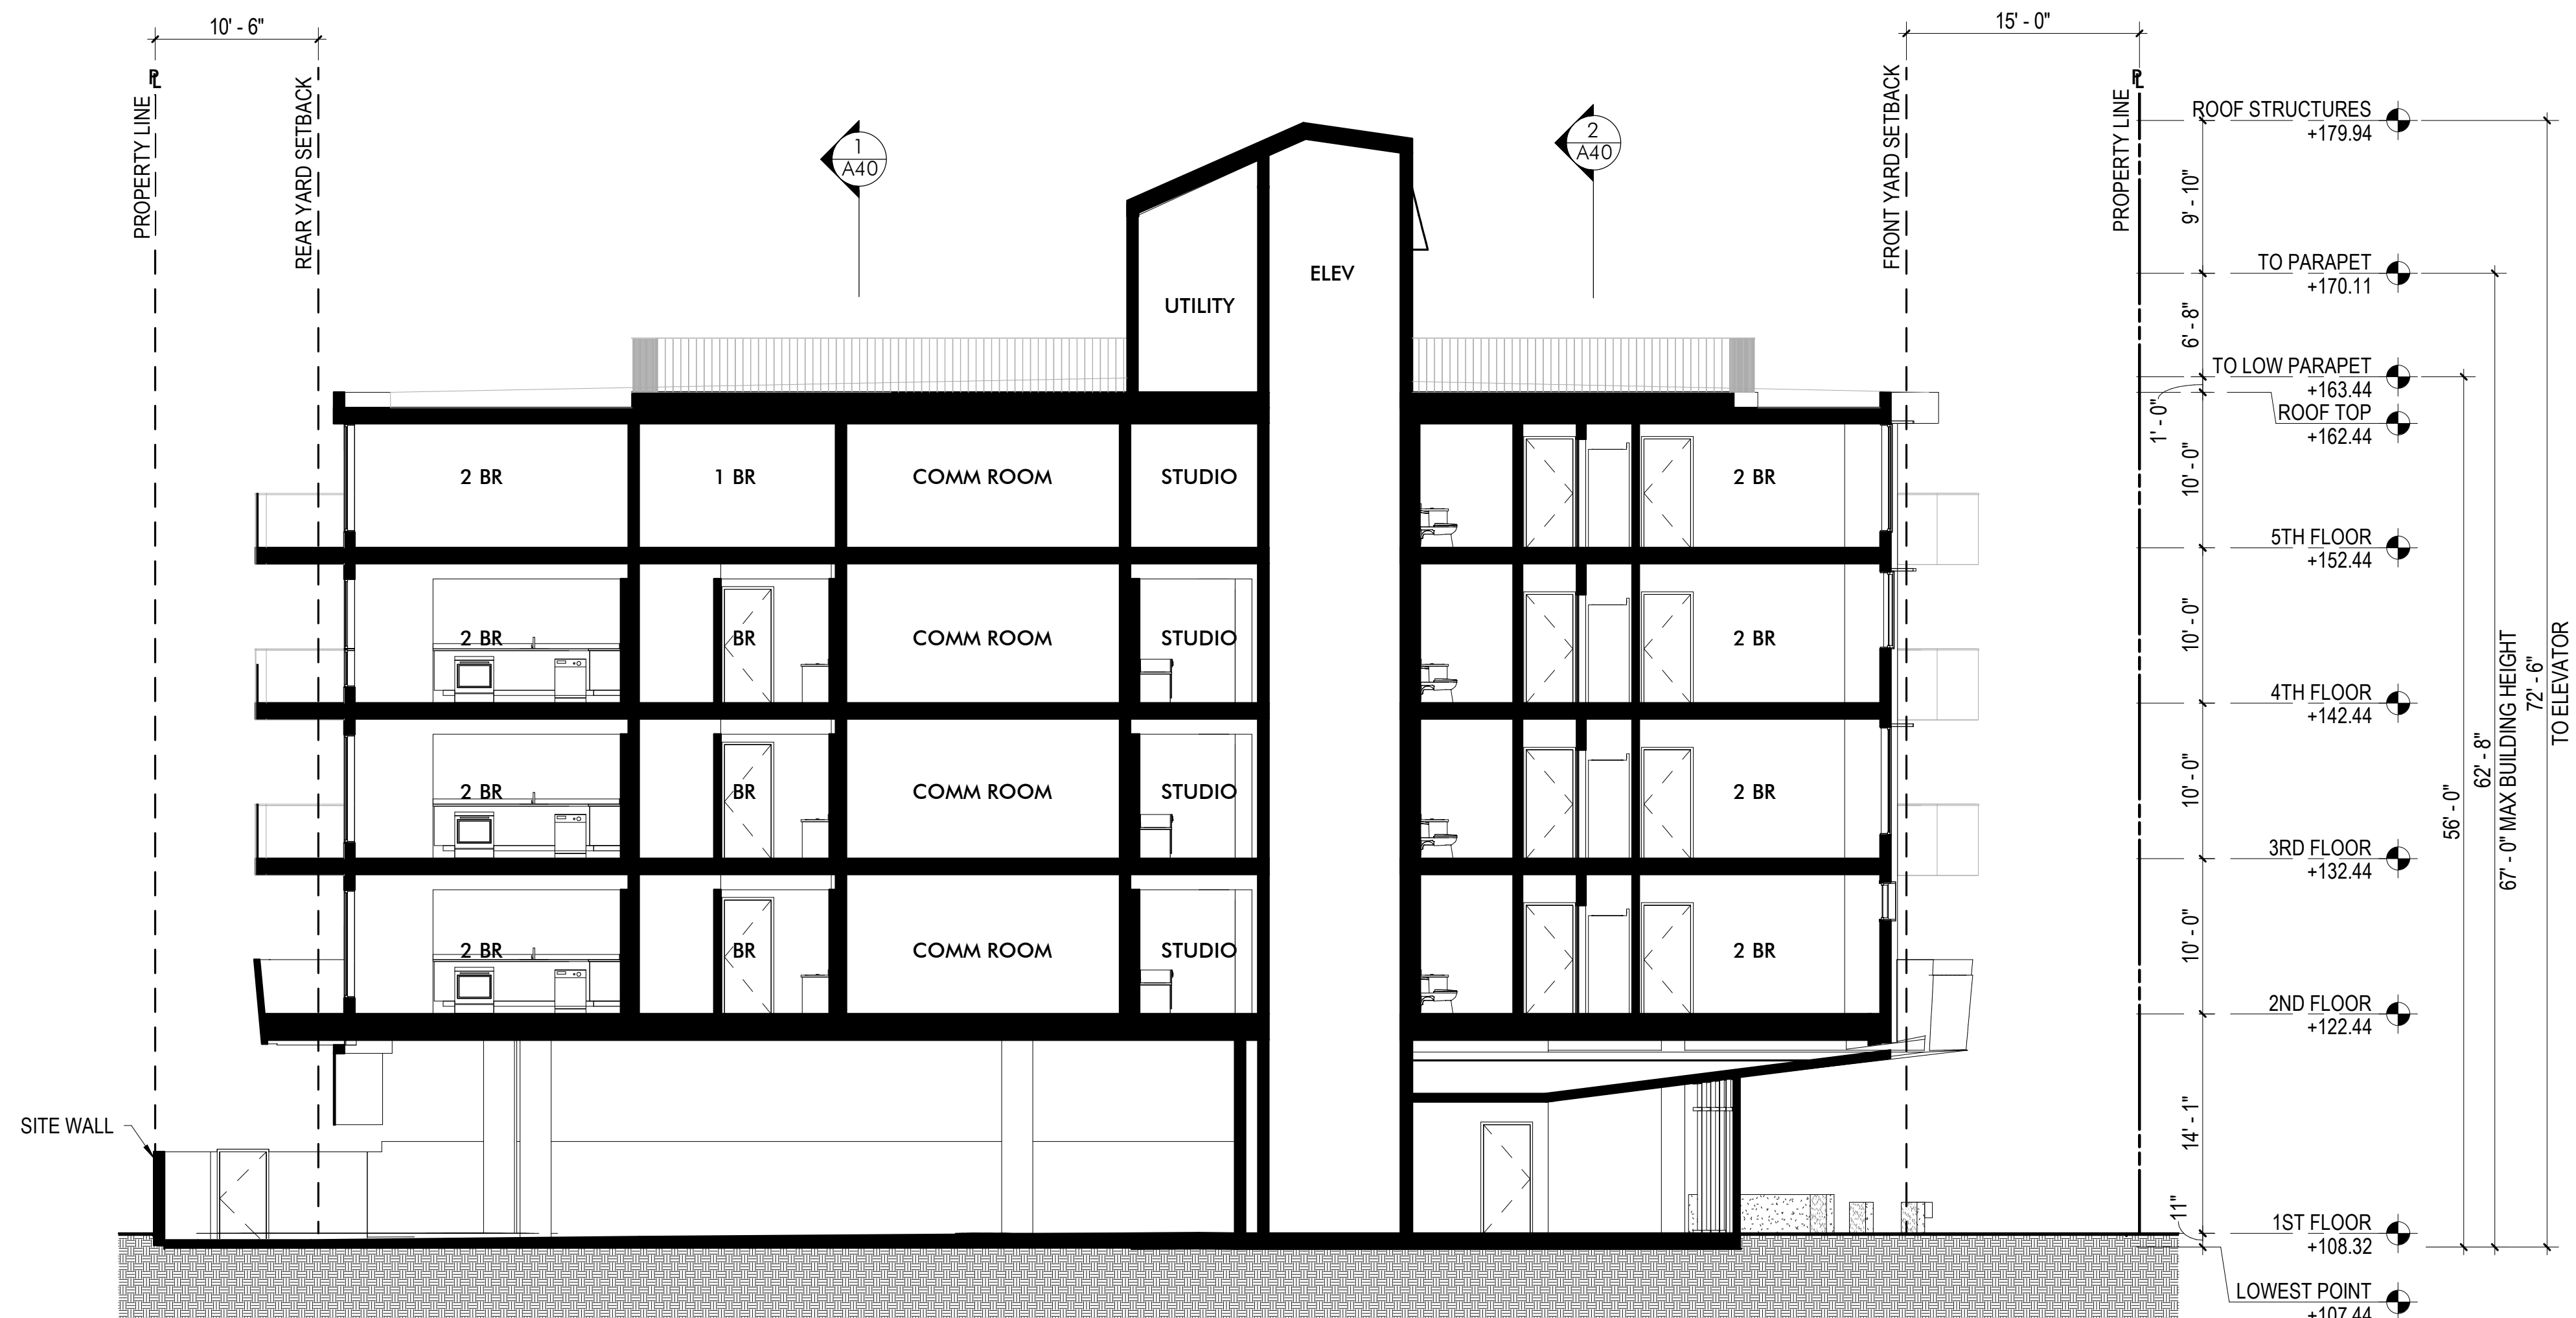 10' - 6"
15' - 0"
PL
PROPERTY LINE
REAR YARD SETBACK
1
A40
2
A40
FRONT YARD SETBACK
PL
PROPERTY LINE
ROOF STRUCTURES
+179.94
9' - 10"
TO PARAPET
+170.11
ELEV
UTILITY
6' - 8"
TO LOW PARAPET
+163.44
1' - 0"
ROOF TOP
+162.44
2 BR
1 BR
COMM ROOM
STUDIO
2 BR
10' - 0"
5TH FLOOR
+152.44
2 BR
BR
COMM ROOM
STUDIO
2 BR
10' - 0"
4TH FLOOR
+142.44
2 BR
BR
COMM ROOM
STUDIO
2 BR
10' - 0"
3RD FLOOR
+132.44
56' - 0"
62' - 8"
67' - 0" MAX BUILDING HEIGHT
72' - 6"
TO ELEVATOR
2 BR
BR
COMM ROOM
STUDIO
2 BR
10' - 0"
2ND FLOOR
+122.44
SITE WALL
14' - 1"
11"
1ST FLOOR
+108.32
LOWEST POINT
+107.44